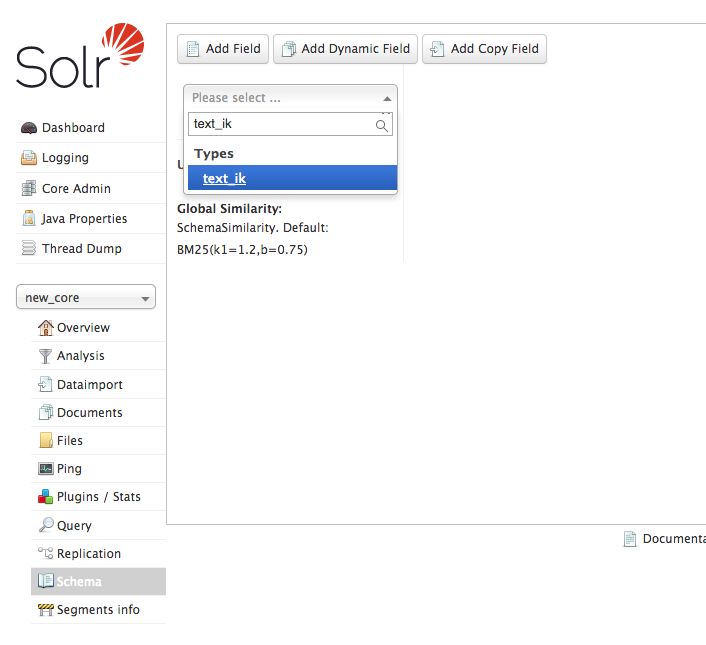 Solr
Dashboard
Logging
Core Admin
Java Properties
Thread Dump
new_core
Overview
Analysis
Dataimport
Documents
Files
Ping
Plugins / Stats
Query
Replication
Schema
Segments info
Add Field
Add Dynamic Field
Add Copy Field
Please select ...
text_ik
Types
text_ik
Global Similarity:
SchemaSimilarity. Default:
BM25(k1=1.2,b=0.75)